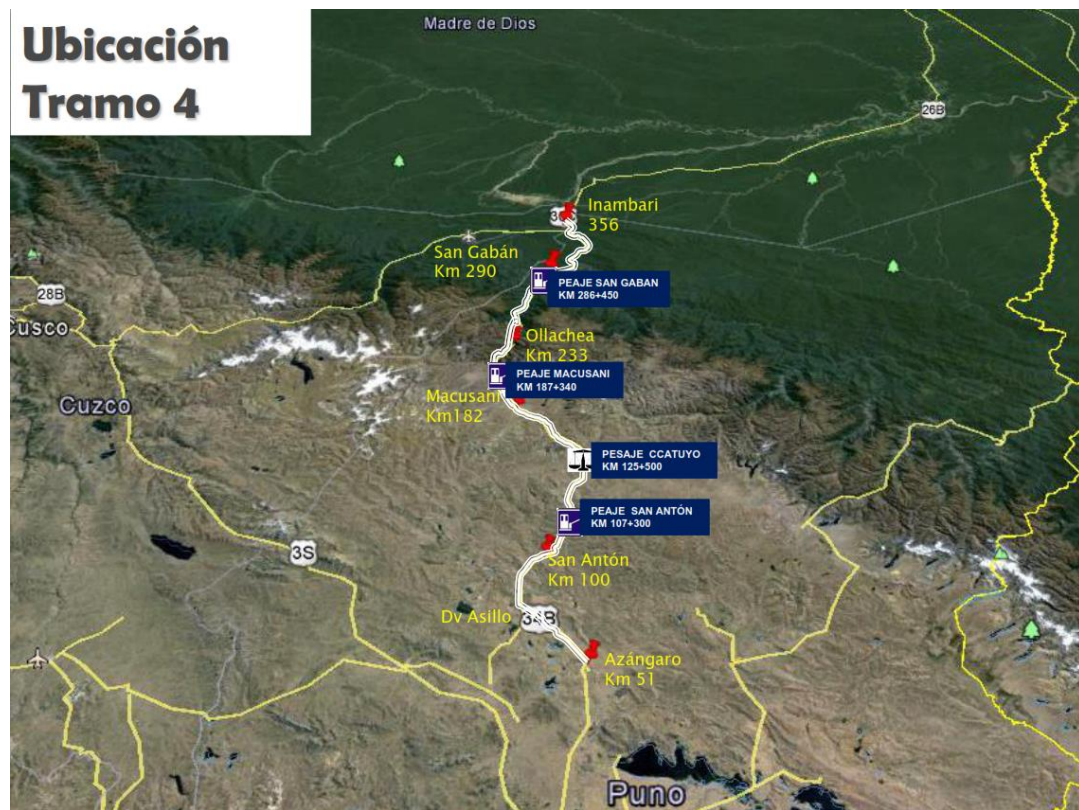 Ubicación
Tramo 4
Madre de Dios
26B
Inambari
356
San Gabán
Km 290
PEAJE SAN GABAN
KM 286+450
28B
Cusco
Ollachea
Km 233
PEAJE MACUSANI
KM 187+340
Macusani
Km182
Cuzco
PESAJE CCATUYO
KM 125+500
PEAJE SAN ANTÓN
KM 107+300
3S
San Antón
Km 100
Dv Asillo
34B
Azángaro
Km 51
Puno